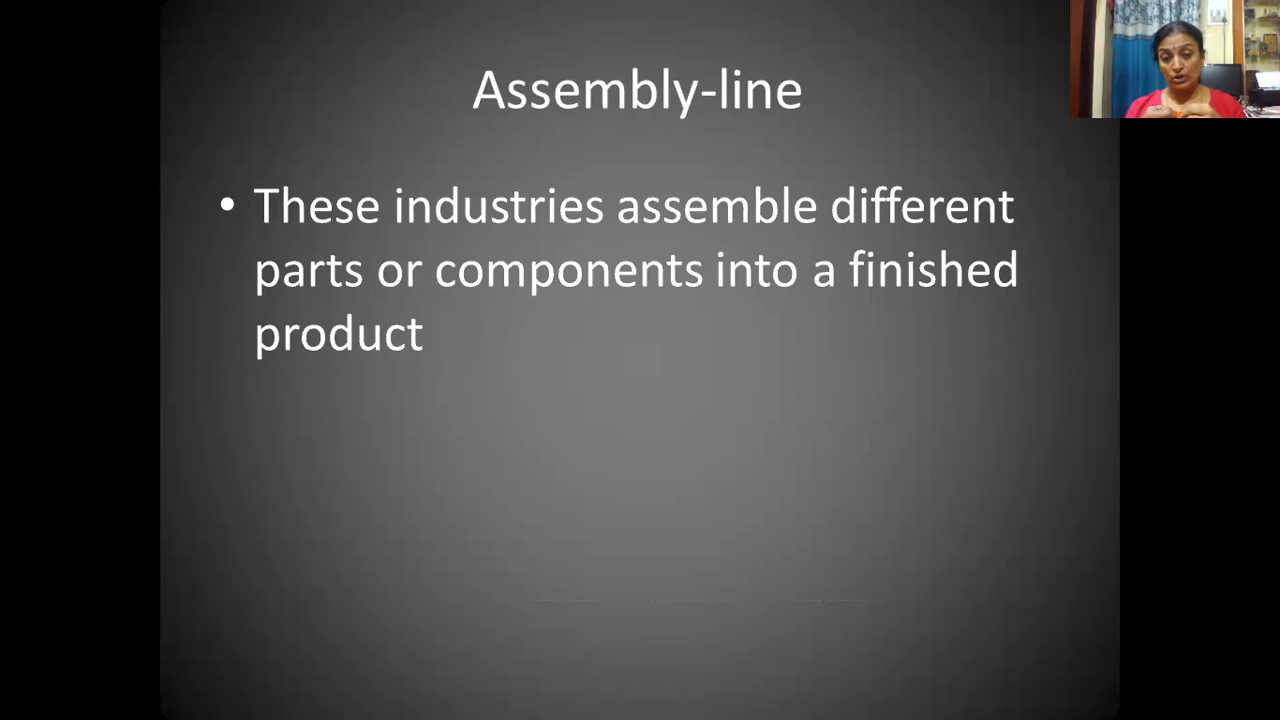 Assembly-line
• These industries assemble different
parts or components into a finished
product